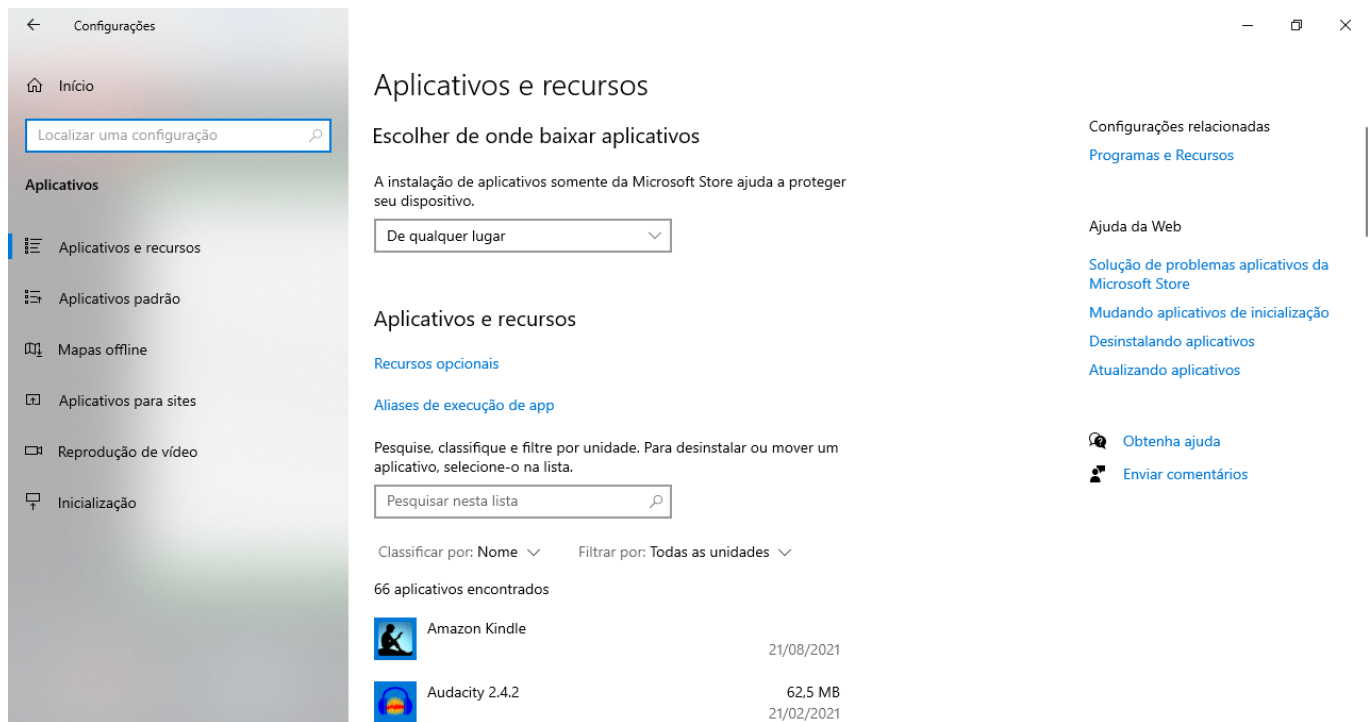 Configurações
Início
Localizar uma configuração
Aplicativos
Aplicativos e recursos
Aplicativos padrão
Mapas offline
Aplicativos para sites
Reprodução de vídeo
Inicialização
Aplicativos e recursos
Escolher de onde baixar aplicativos
A instalação de aplicativos somente da Microsoft Store ajuda a proteger
seu dispositivo.
De qualquer lugar
Aplicativos e recursos
Recursos opcionais
Aliases de execução de app
Pesquise, classifique e filtre por unidade. Para desinstalar ou mover um
aplicativo, selecione-o na lista.
Pesquisar nesta lista
Classificar por: Nome Filtrar por: Todas as unidades
66 aplicativos encontrados
Amazon Kindle
21/08/2021
Audacity 2.4.2 62,5 MB
21/02/2021
Configurações relacionadas
Programas e Recursos
Ajuda da Web
Solução de problemas aplicativos da
Microsoft Store
Mudando aplicativos de inicialização
Desinstalando aplicativos
Atualizando aplicativos
Obtenha ajuda
Enviar comentários